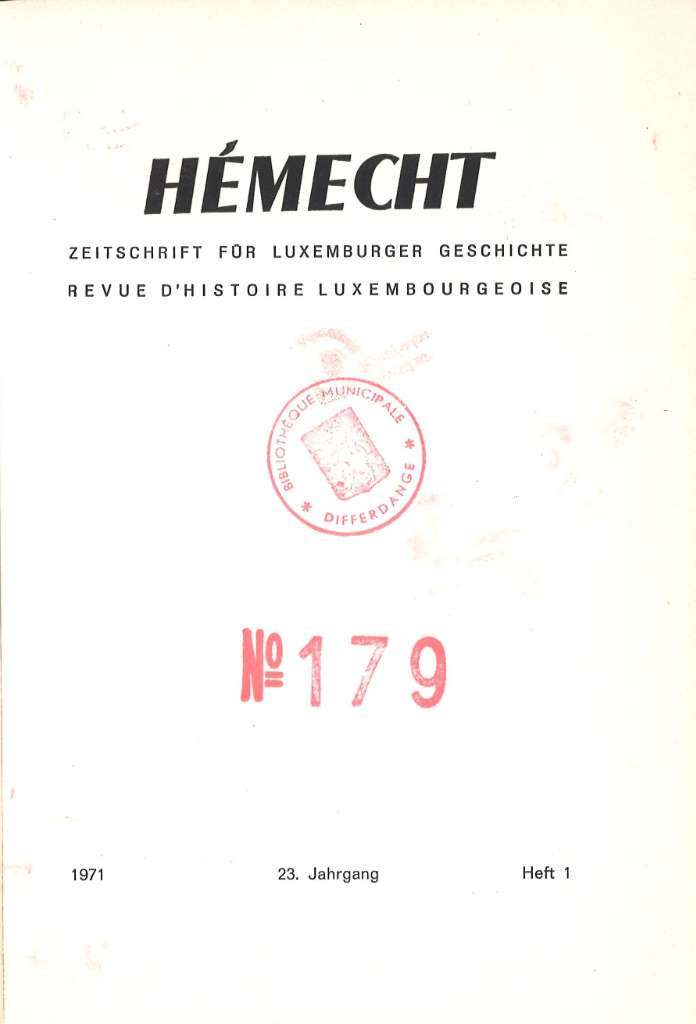 HÉMECHT
ZEITSCHRIFT FÜR LUXEMBURGER GESCHICHTE
REVUE D'HISTOIRE LUXEMBOURGEOISE
BIBLIOTHÈQUE MUNICIPALE
* DIFFERDANGE *
Nº 179
1971 23. Jahrgang Heft 1